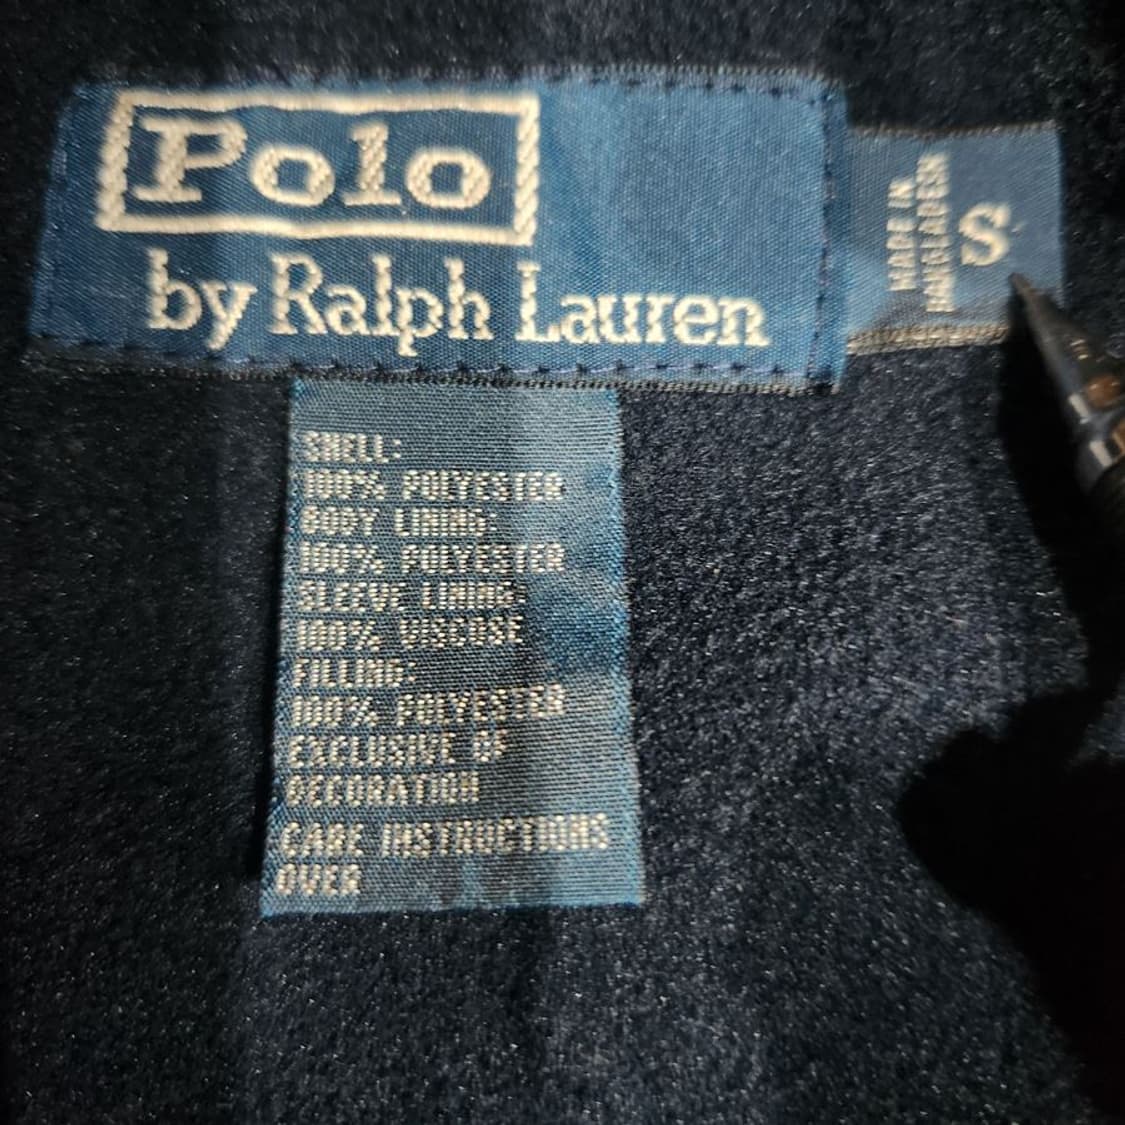 Polo
by Ralph Lauren
MADE IN
BANGLADESH
S
SHELL:
100% POLYESTER
BODY LINING:
100% POLYESTER
SLEEVE LINING:
100% VISCOSE
FILLING:
100% POLYESTER
EXCLUSIVE OF
DECORATION
CARE INSTRUCTIONS
OVER